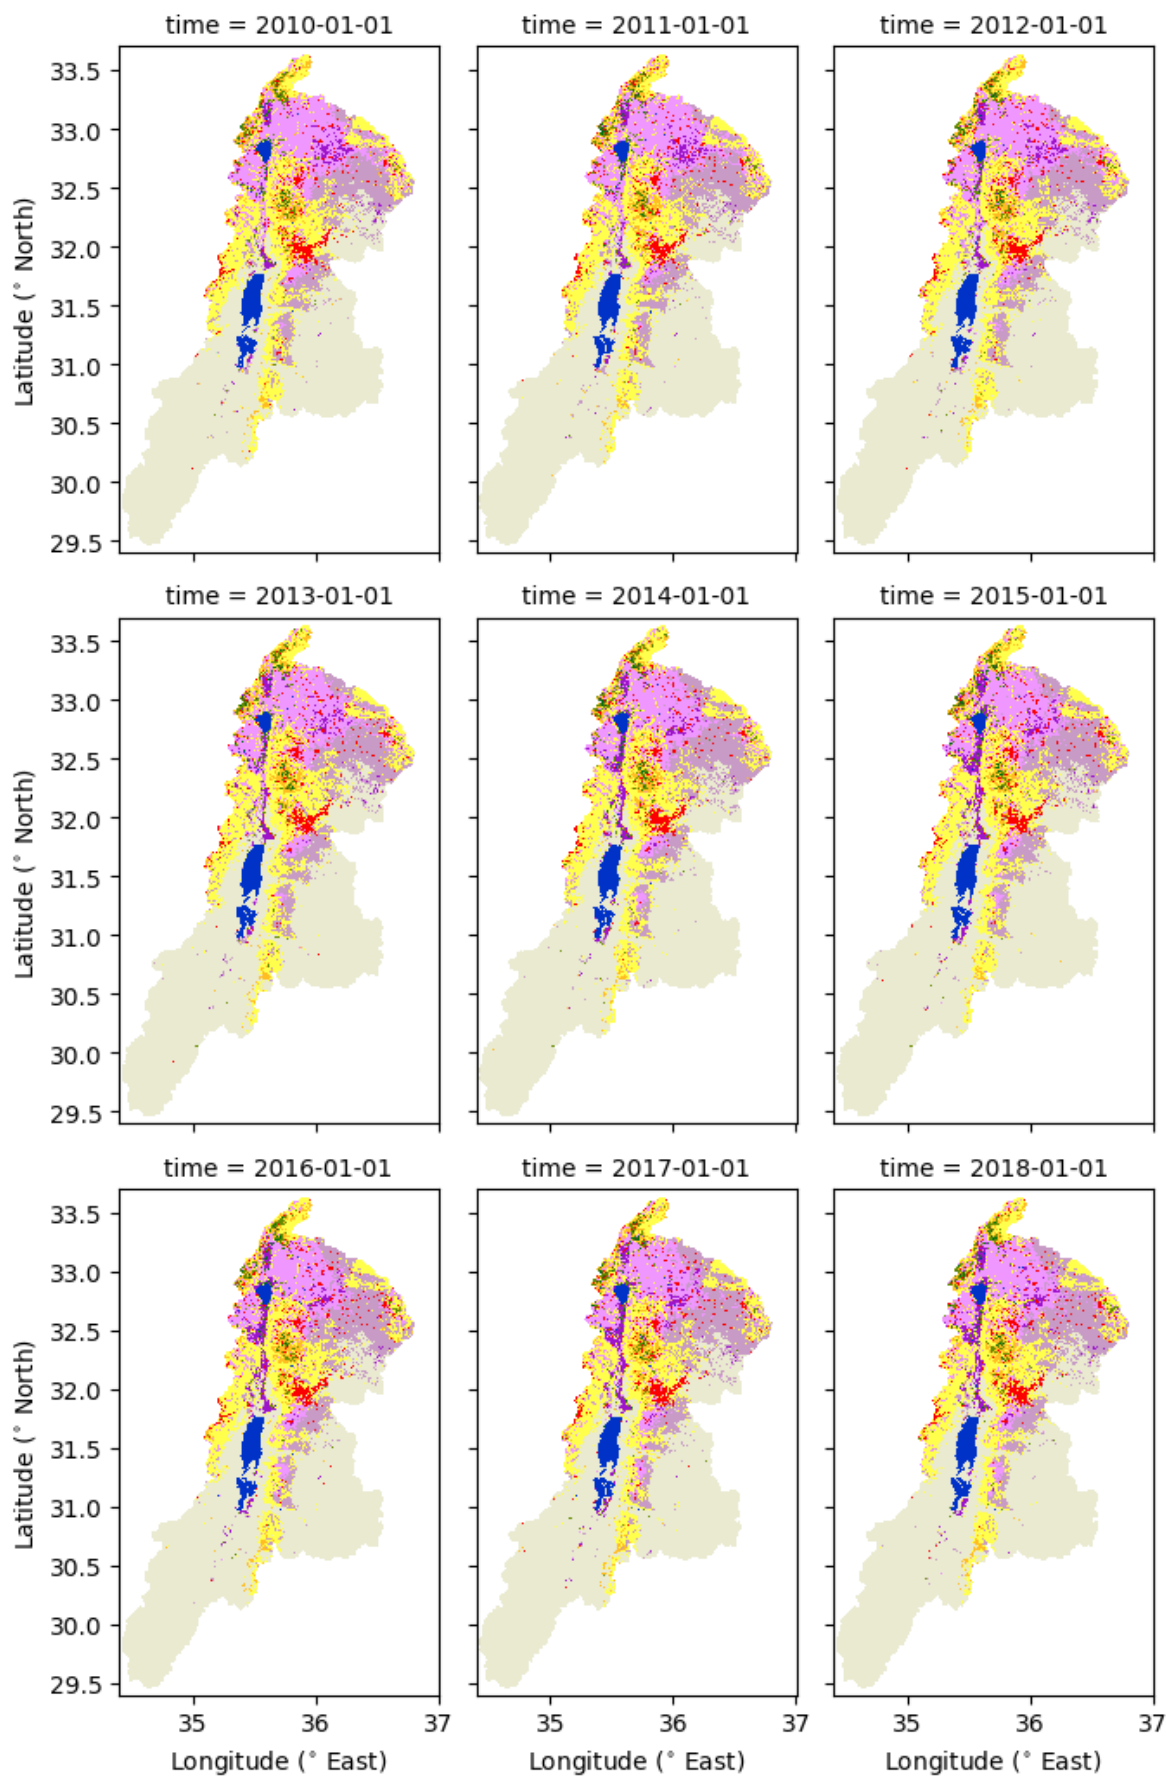 time = 2010-01-01
time = 2011-01-01
time = 2012-01-01
33.5
33.0
32.5
32.0
31.5
31.0
30.5
30.0
29.5
Latitude (° North)
35
36
37
35
36
37
35
36
37
time = 2013-01-01
time = 2014-01-01
time = 2015-01-01
33.5
33.0
32.5
32.0
31.5
31.0
30.5
30.0
29.5
Latitude (° North)
time = 2016-01-01
time = 2017-01-01
time = 2018-01-01
33.5
33.0
32.5
32.0
31.5
31.0
30.5
30.0
29.5
Latitude (° North)
Longitude (° East)
Longitude (° East)
Longitude (° East)